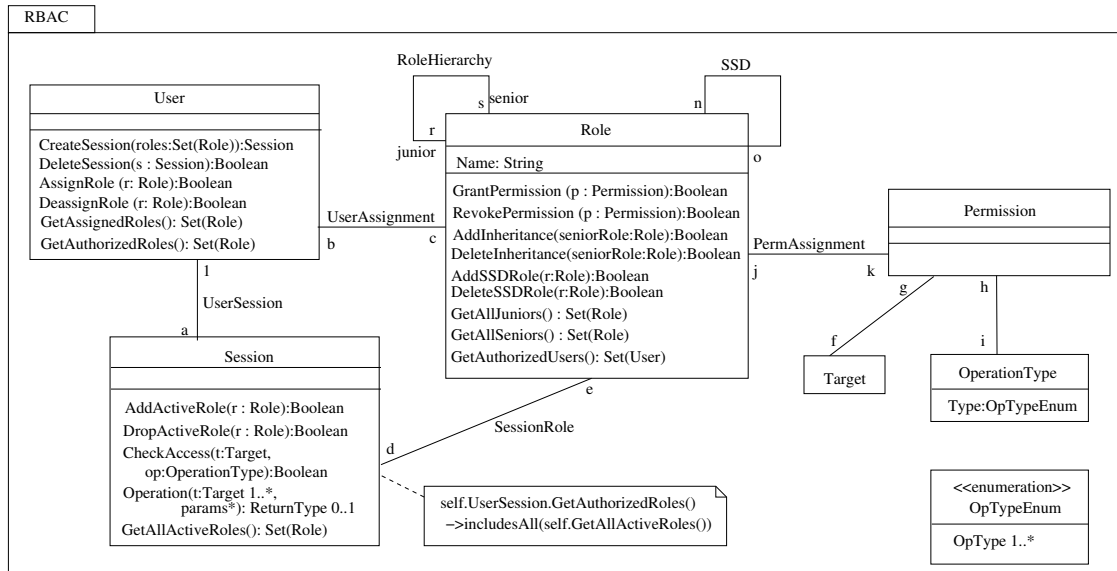 RBAC
RoleHierarchy
SSD
s
senior
n
r
junior
o
User
CreateSession(roles:Set(Role)):Session
DeleteSession(s : Session):Boolean
AssignRole (r: Role):Boolean
DeassignRole (r: Role):Boolean
GetAssignedRoles(): Set(Role)
GetAuthorizedRoles(): Set(Role)
UserAssignment
b
c
Role
Name: String
GrantPermission (p : Permission):Boolean
RevokePermission (p : Permission):Boolean
AddInheritance(seniorRole:Role):Boolean
DeleteInheritance(seniorRole:Role):Boolean
AddSSDRole(r:Role):Boolean
DeleteSSDRole(r:Role):Boolean
GetAllJuniors() : Set(Role)
GetAllSeniors() : Set(Role)
GetAuthorizedUsers(): Set(User)
PermAssignment
j
k
Permission
g
h
f
i
Target
OperationType
Type:OpTypeEnum
l
UserSession
a
Session
AddActiveRole(r : Role):Boolean
DropActiveRole(r : Role):Boolean
CheckAccess(t:Target,
op:OperationType):Boolean
Operation(t:Target 1..*,
params*): ReturnType 0..1
GetAllActiveRoles(): Set(Role)
e
SessionRole
d
self.UserSession.GetAuthorizedRoles()
−>includesAll(self.GetAllActiveRoles())
<<enumeration>>
OpTypeEnum
OpType 1..*